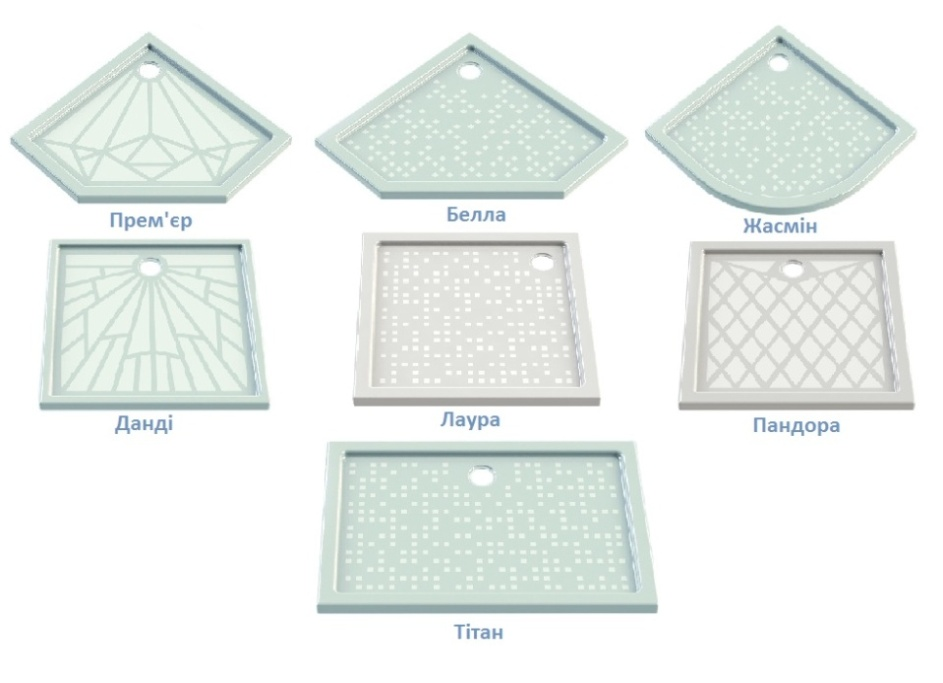 Прем'єр
Белла
Жасмін
Данді
Лаура
Пандора
Тітан